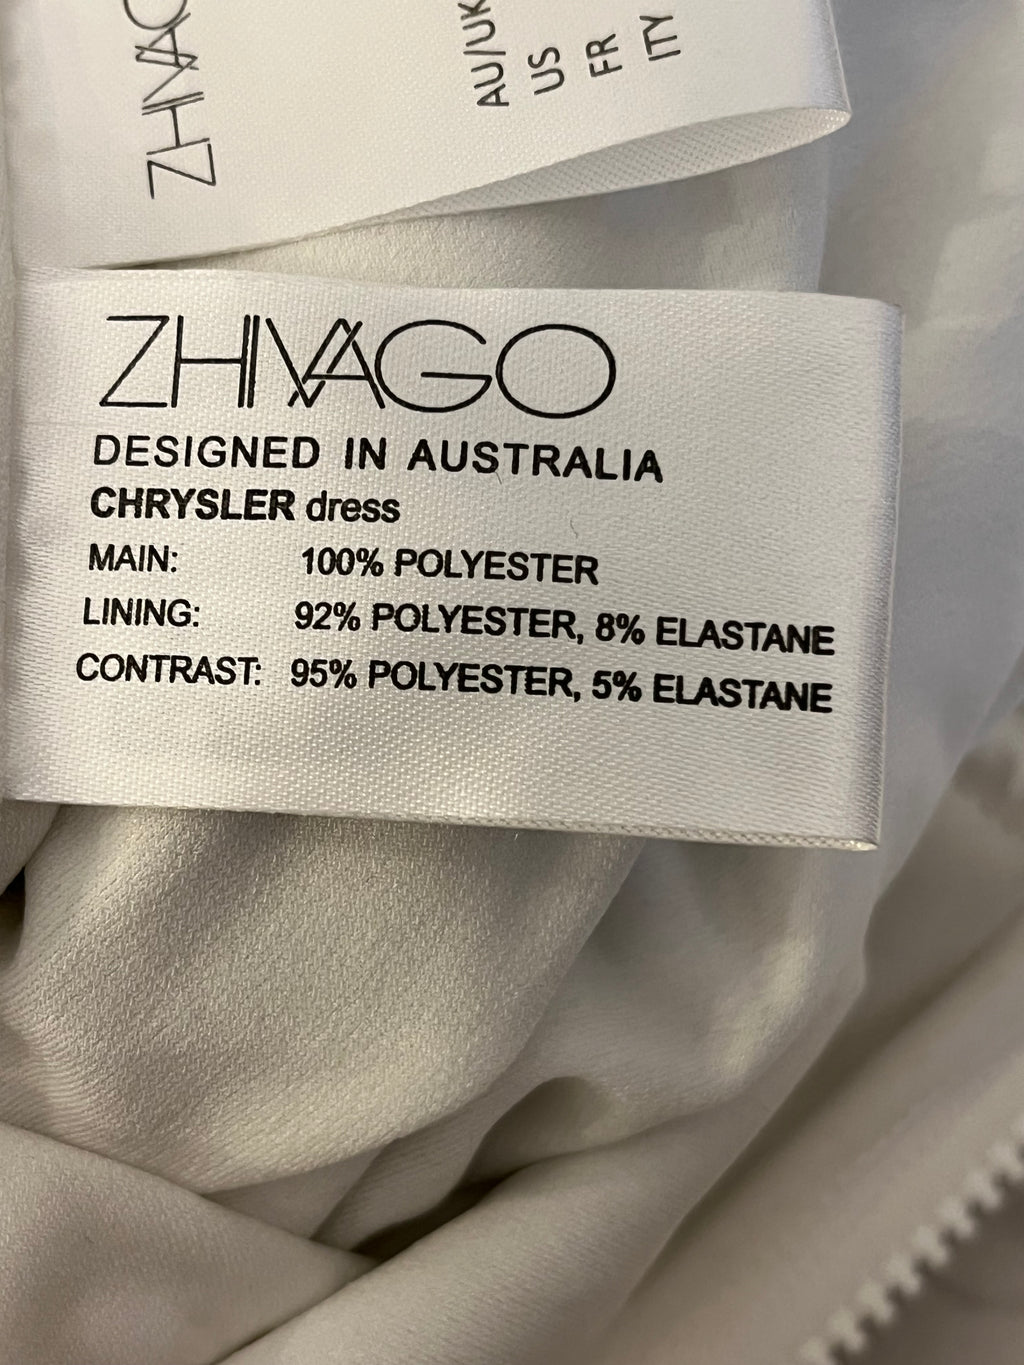 ZHIVAGO
AU/UK
US
FR
ITY
ZHIVAGO
DESIGNED IN AUSTRALIA
CHRYSLER dress
MAIN: 100% POLYESTER
LINING: 92% POLYESTER, 8% ELASTANE
CONTRAST: 95% POLYESTER, 5% ELASTANE